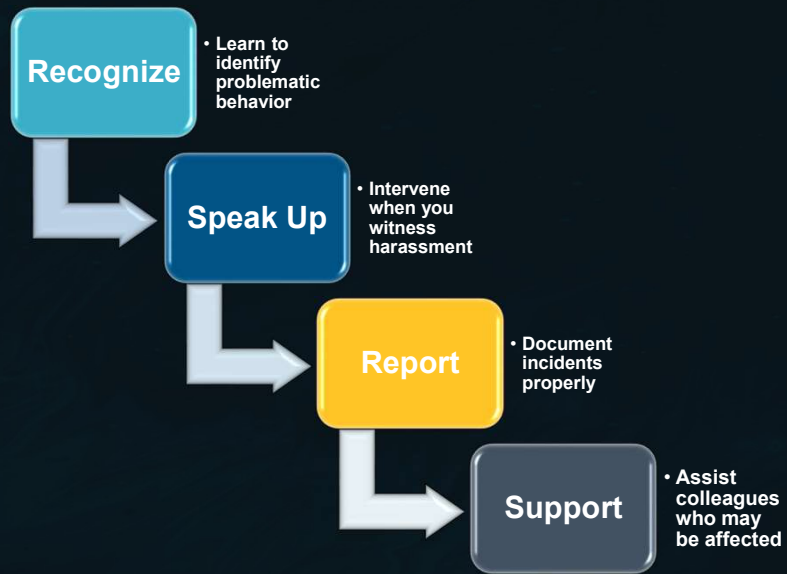 Recognize
• Learn to
identify
problematic
behavior
Speak Up
• Intervene
when you
witness
harassment
Report
• Document
incidents
properly
Support
• Assist
colleagues
who may
be affected